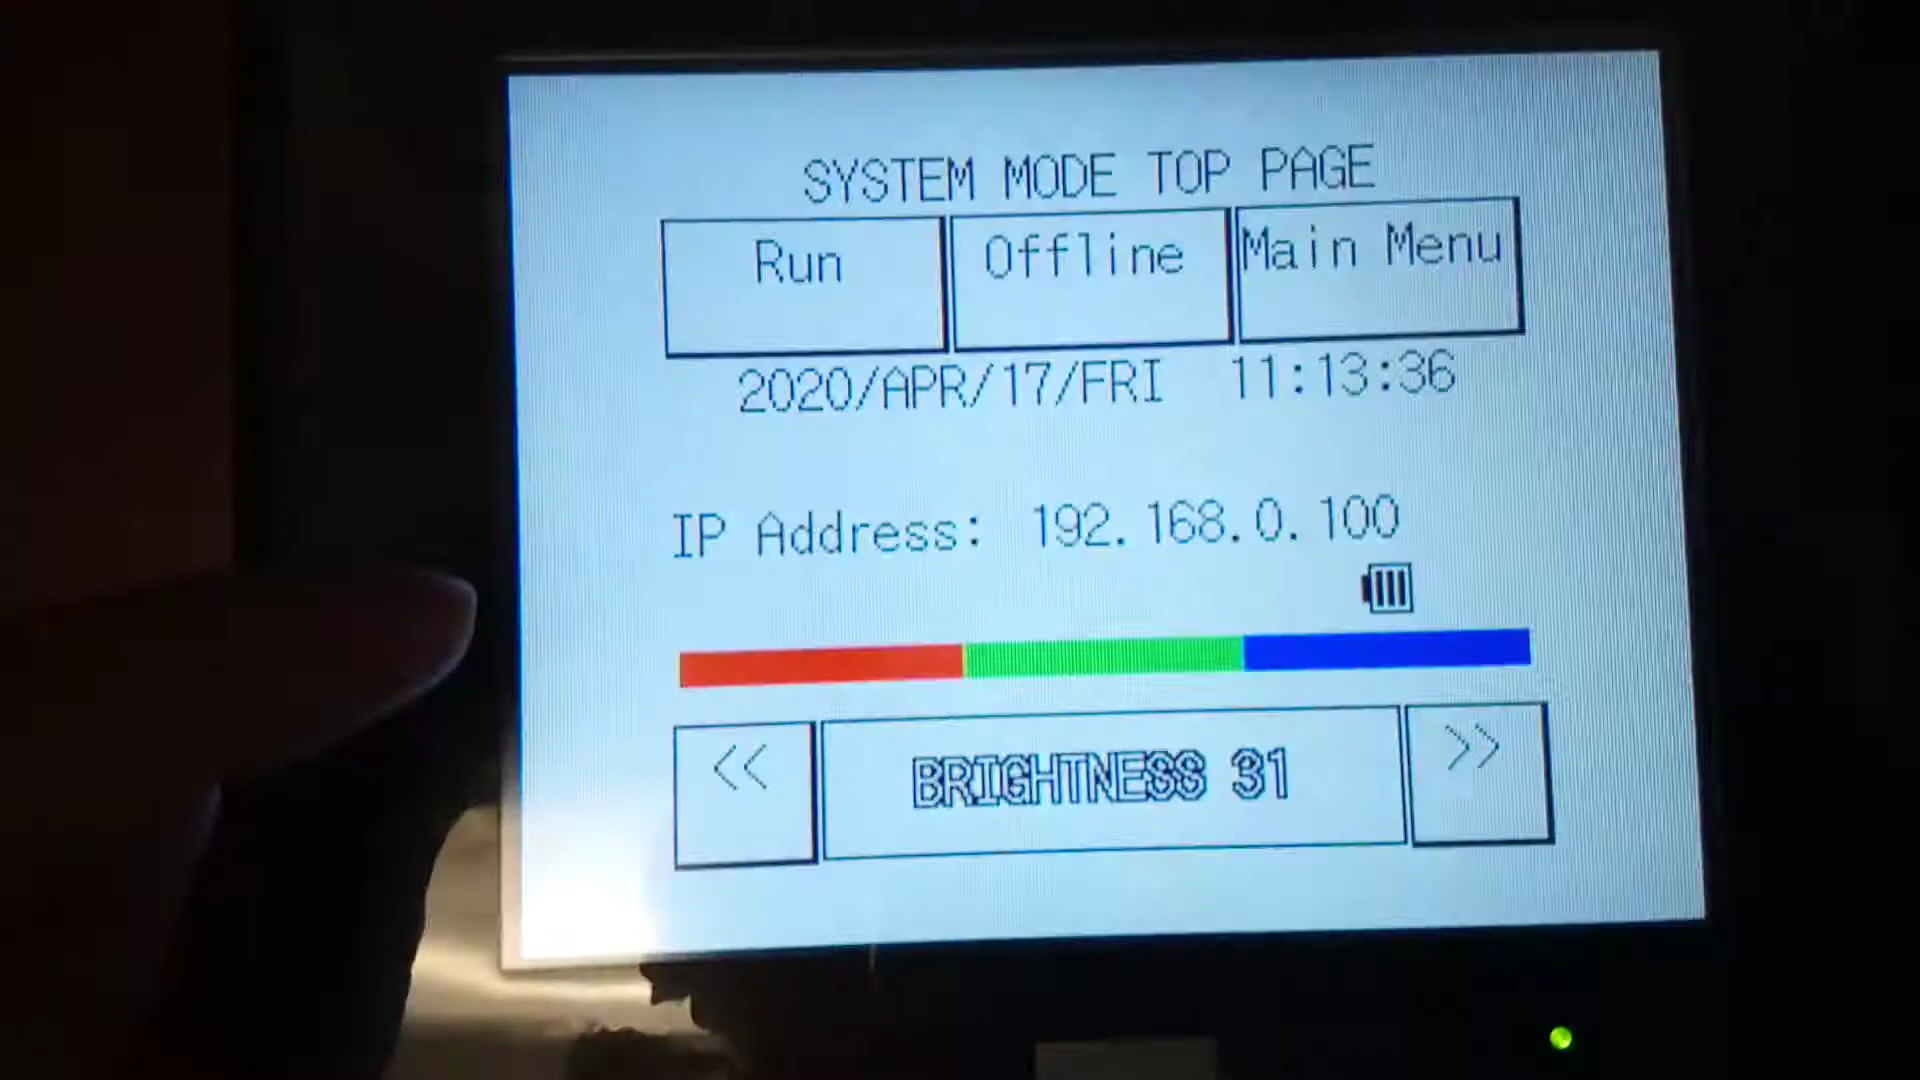 SYSTEM MODE TOP PAGE
Run Offline Main Menu
2020/APR/17/FRI 11:13:36
IP Address: 192.168.0.100
<< BRIGHTNESS 31 >>